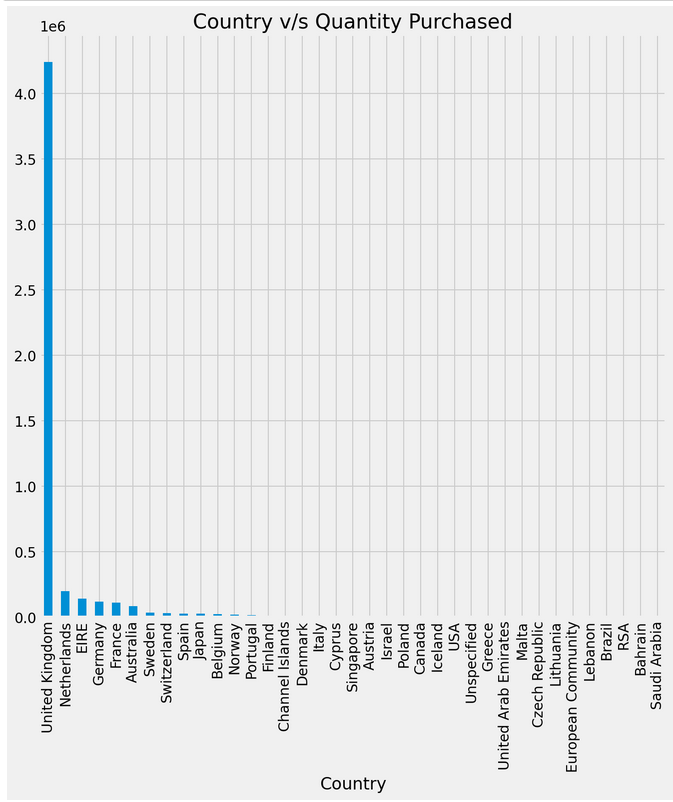 Country v/s Quantity Purchased
1e6
4.0
3.5
3.0
2.5
2.0
1.5
1.0
0.5
0.0
United Kingdom
Netherlands
EIRE
Germany
France
Australia
Sweden
Switzerland
Spain
Japan
Belgium
Norway
Portugal
Finland
Channel Islands
Denmark
Italy
Cyprus
Singapore
Austria
Israel
Poland
Canada
Iceland
USA
Unspecified
Greece
United Arab Emirates
Malta
Czech Republic
Lithuania
European Community
Lebanon
Brazil
RSA
Bahrain
Saudi Arabia
Country